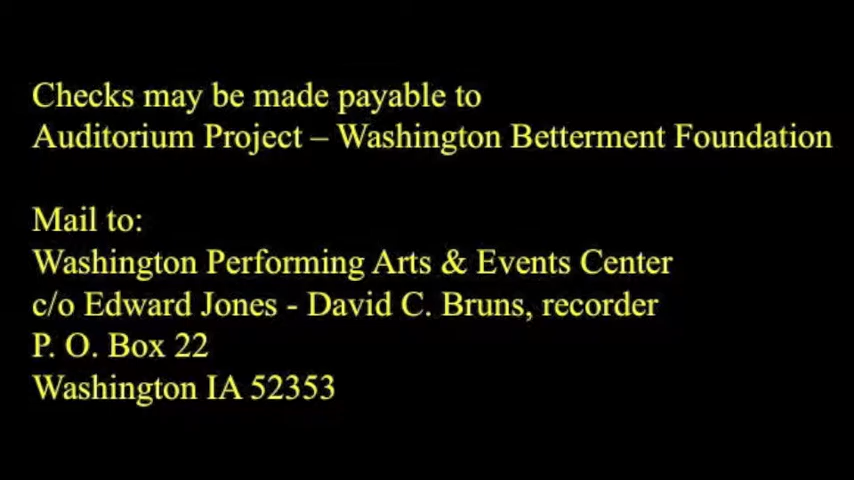 Checks may be made payable to
Auditorium Project – Washington Betterment Foundation
Mail to:
Washington Performing Arts & Events Center
c/o Edward Jones - David C. Bruns, recorder
P. O. Box 22
Washington IA 52353